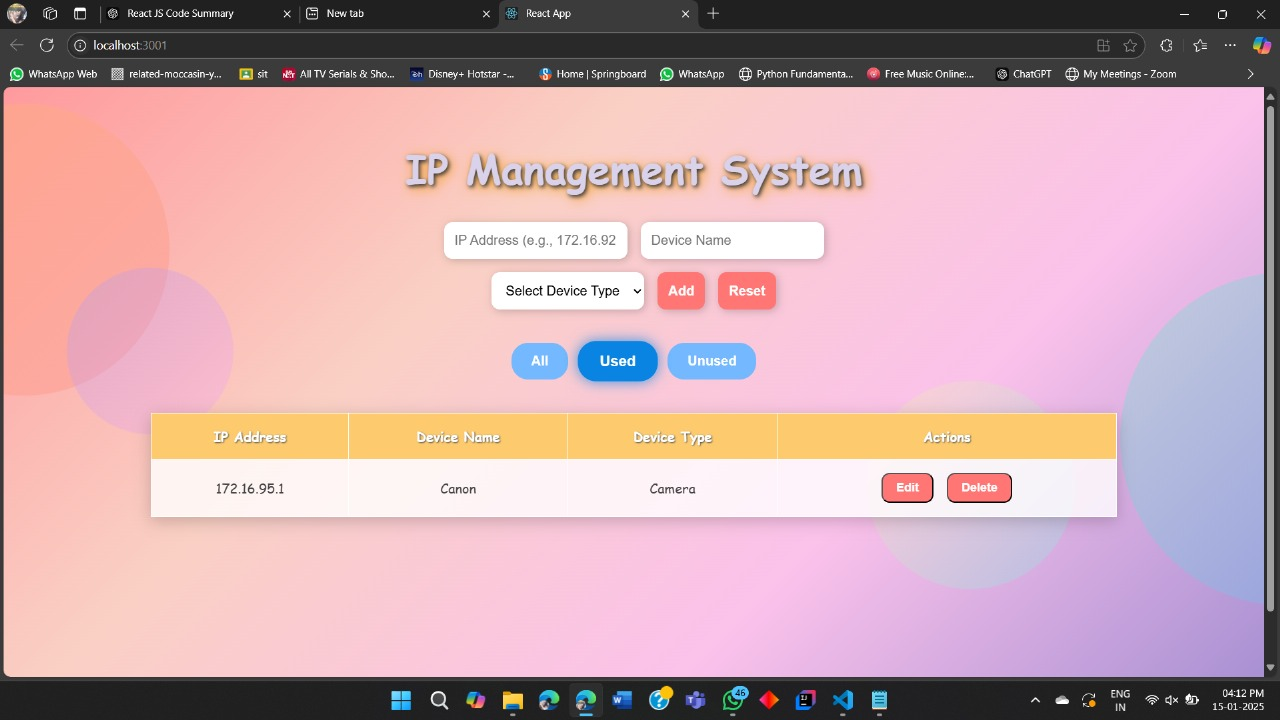 React JS Code Summary
New tab
React App
localhost:3001
WhatsApp Web
related-moccasin-y...
sit
All TV Serials & Sho...
Disney+ Hotstar -...
Home | Springboard
WhatsApp
Python Fundamenta...
Free Music Online:...
ChatGPT
My Meetings - Zoom
IP Management System
IP Address (e.g., 172.16.92
Device Name
Select Device Type
Add
Reset
All
Used
Unused
IP Address Device Name Device Type Actions
172.16.95.1 Canon Camera Edit Delete
46
ENG
IN
04:12 PM
15-01-2025